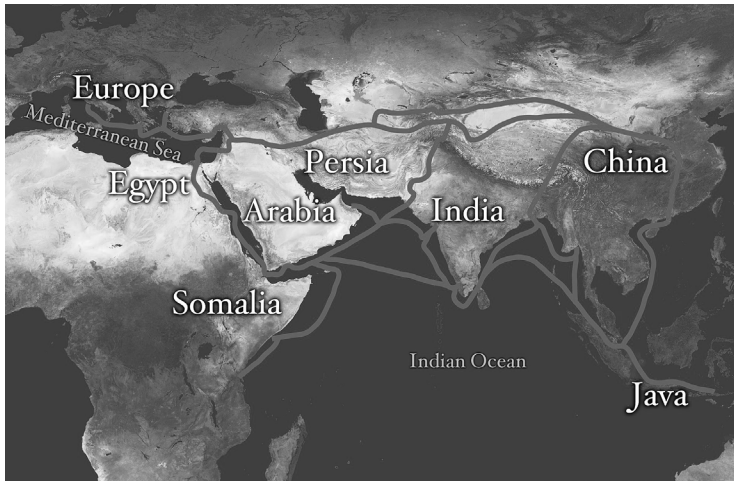 Europe
Mediterranean Sea
Egypt
Persia
China
Arabia
India
Somalia
Indian Ocean
Java